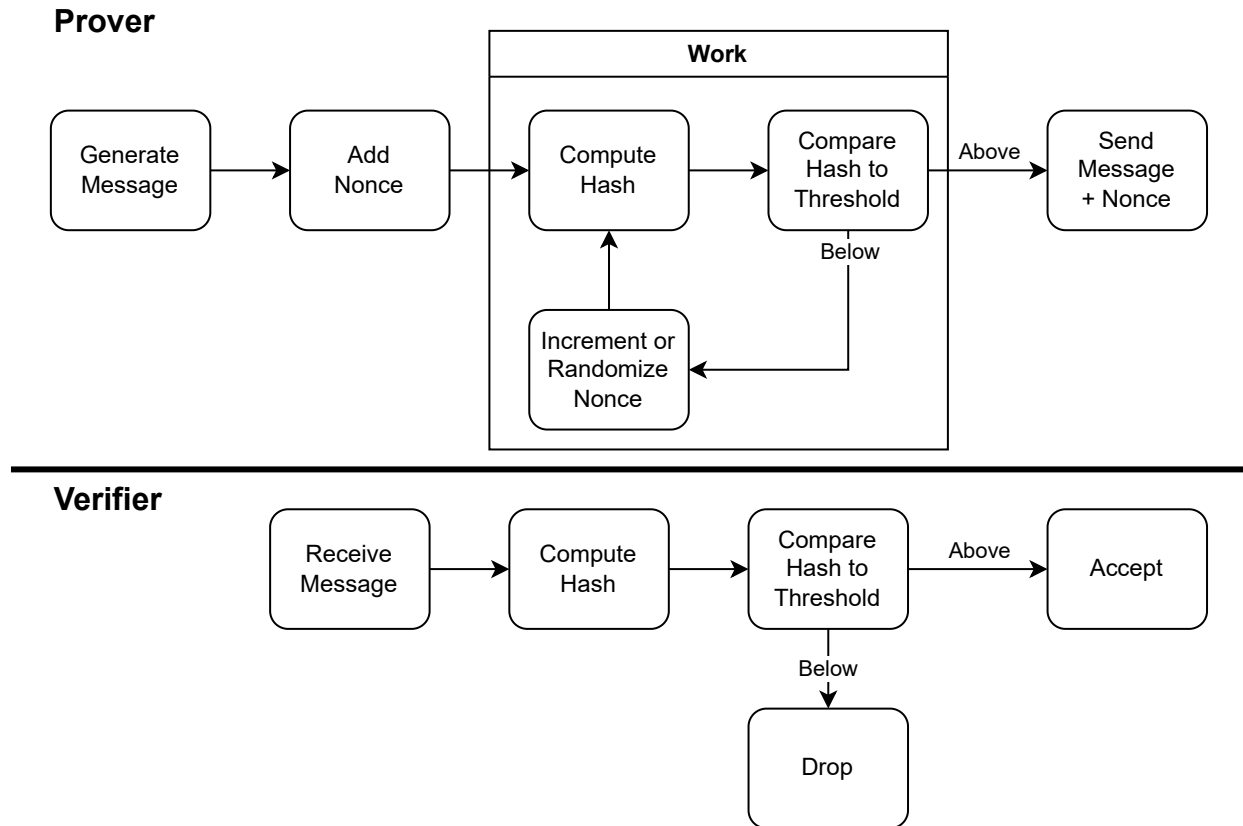 Prover
Work
Generate
Message
Add
Nonce
Compute
Hash
Compare
Hash to
Threshold
Above
Send
Message
+ Nonce
Below
Increment or
Randomize
Nonce
Verifier
Receive
Message
Compute
Hash
Compare
Hash to
Threshold
Above
Accept
Below
Drop